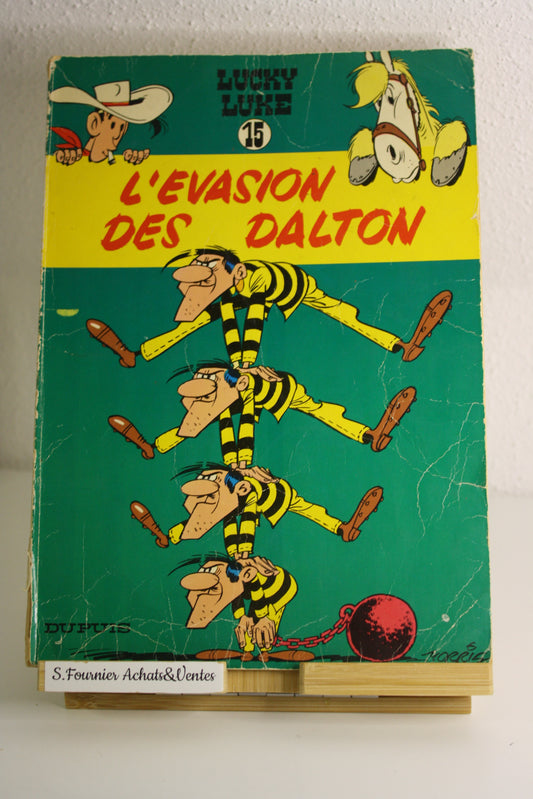 LUCKY
LUKE
15
L'EVASION
DES DALTON
DUPUIS
MORRIS
S.Fournier Achats&Ventes